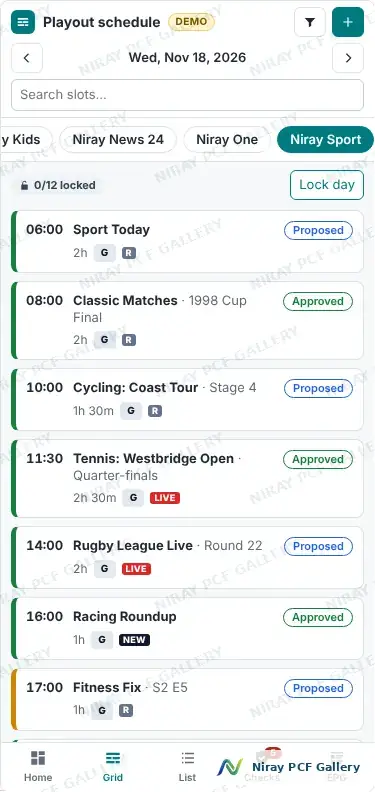 Playout schedule DEMO
Wed, Nov 18, 2026
Search slots...
y Kids Niray News 24 Niray One Niray Sport
0/12 locked Lock day
06:00 Sport Today Proposed
2h G R
08:00 Classic Matches · 1998 Cup Approved
Final
2h G R
10:00 Cycling: Coast Tour · Stage 4 Proposed
1h 30m G R
11:30 Tennis: Westbridge Open · Approved
Quarter-finals
2h 30m G LIVE
14:00 Rugby League Live · Round 22 Proposed
2h G LIVE
16:00 Racing Roundup Approved
1h G NEW
17:00 Fitness Fix · S2 E5 Proposed
1h G R
Home Grid List Checks EPG
Niray PCF Gallery
NIRAY PCF GALLERY